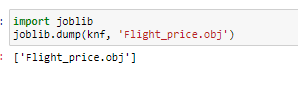 : import joblib
joblib.dump(knf, 'Flight_price.obj')
: ['Flight_price.obj']